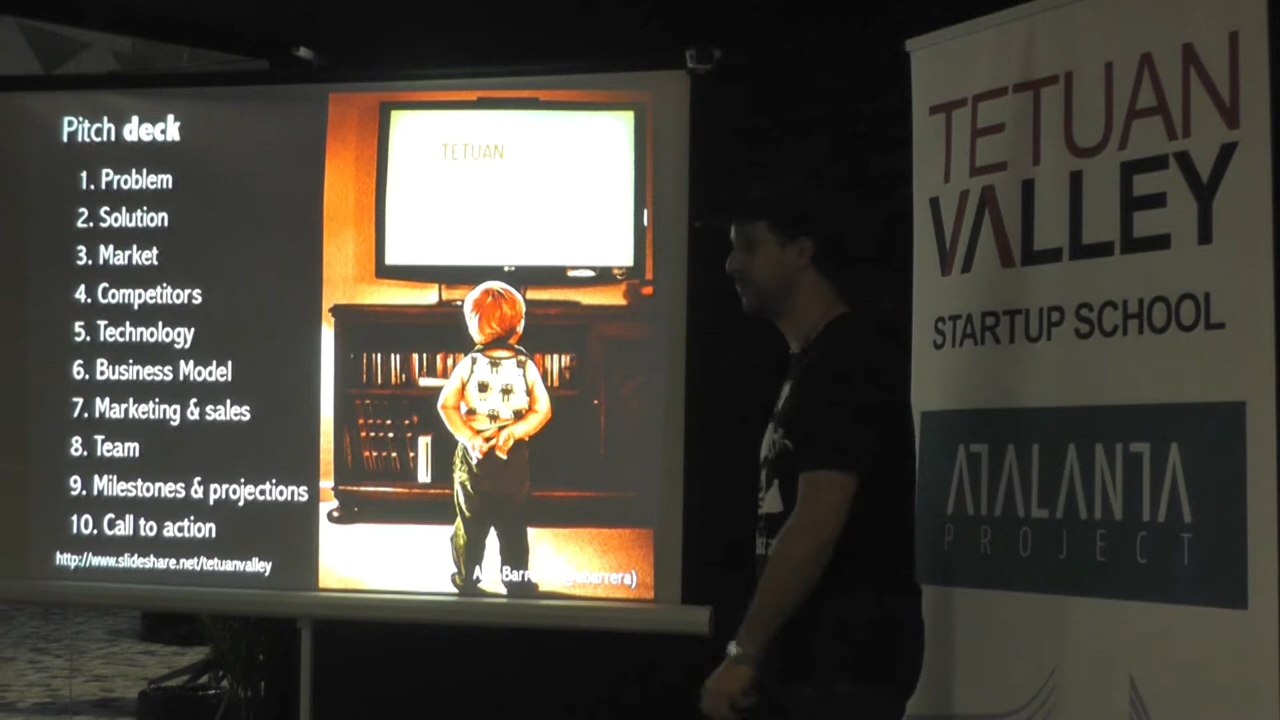 Pitch deck
1. Problem
2. Solution
3. Market
4. Competitors
5. Technology
6. Business Model
7. Marketing & sales
8. Team
9. Milestones & projections
10. Call to action
http://www.slideshare.net/tetuanvalley
TETUAN
TETUAN
VALLEY
STARTUP SCHOOL
ATALANTA
PROJECT